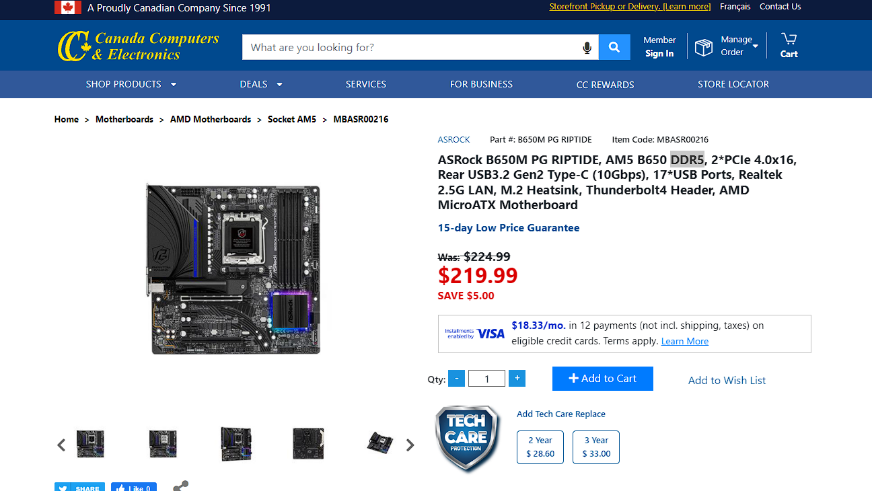 A Proudly Canadian Company Since 1991
Storefront Pickup or Delivery. [Learn more]
Français
Contact Us
Canada Computers
& Electronics
What are you looking for?
Member
Sign In
Manage
Order
Cart
SHOP PRODUCTS
DEALS
SERVICES
FOR BUSINESS
CC REWARDS
STORE LOCATOR
Home > Motherboards > AMD Motherboards > Socket AM5 > MBASR00216
ASROCK
Part #: B650M PG RIPTIDE
Item Code: MBASR00216
ASRock B650M PG RIPTIDE, AM5 B650 DDR5, 2*PCIe 4.0x16,
Rear USB3.2 Gen2 Type-C (10Gbps), 17*USB Ports, Realtek
2.5G LAN, M.2 Heatsink, Thunderbolt4 Header, AMD
MicroATX Motherboard
15-day Low Price Guarantee
Was: $224.99
$219.99
SAVE $5.00
Instalments
enabled by
VISA
$18.33/mo. in 12 payments (not incl. shipping, taxes) on
eligible credit cards. Terms apply. Learn More
Qty: - 1 +
Add to Cart
Add to Wish List
TECH
CARE
PROTECTION
Add Tech Care Replace
2 Year
$ 28.60
3 Year
$ 33.00
SHARE
Like 0